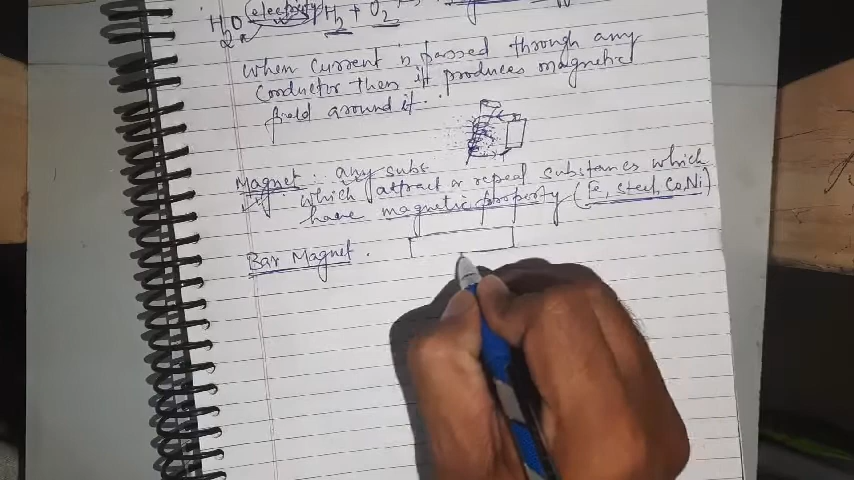 H2O electricity H2 + O2
When current is passed through any
conductor then it produces magnetic
field around it..
Magnet : any subs.
which attract or repeal substances which
have magnetic property (Fe, Steel, Co Ni)
Bar Magnet.